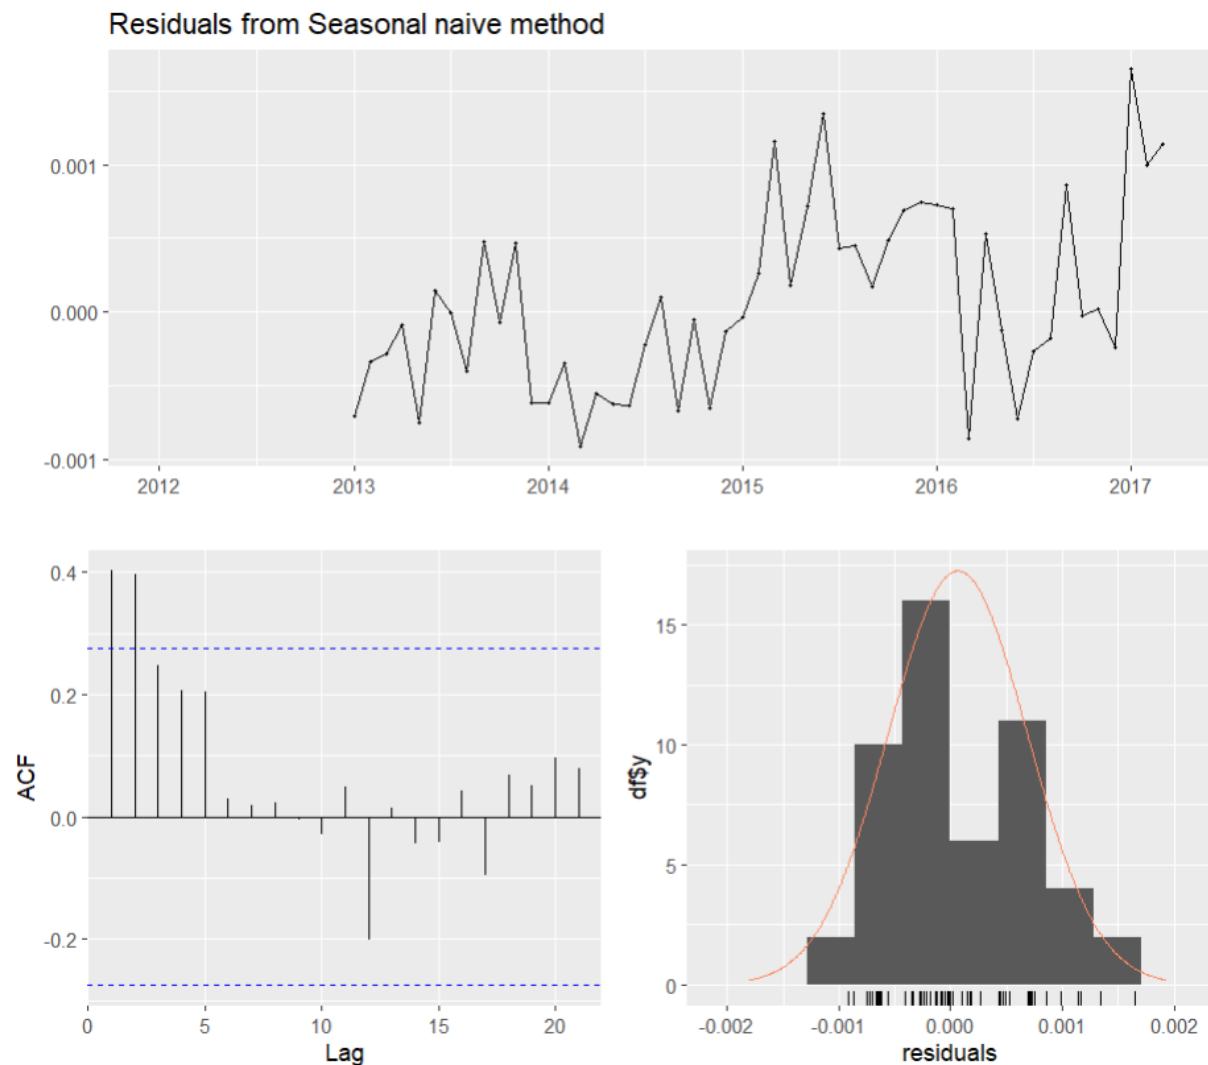 Residuals from Seasonal naive method
0.001
0.000
-0.001
2012 2013 2014 2015 2016 2017
0.4
0.2
0.0
-0.2
ACF
0 5 10 15 20
Lag
15
10
5
0
df$y
-0.002 -0.001 0.000 0.001 0.002
residuals